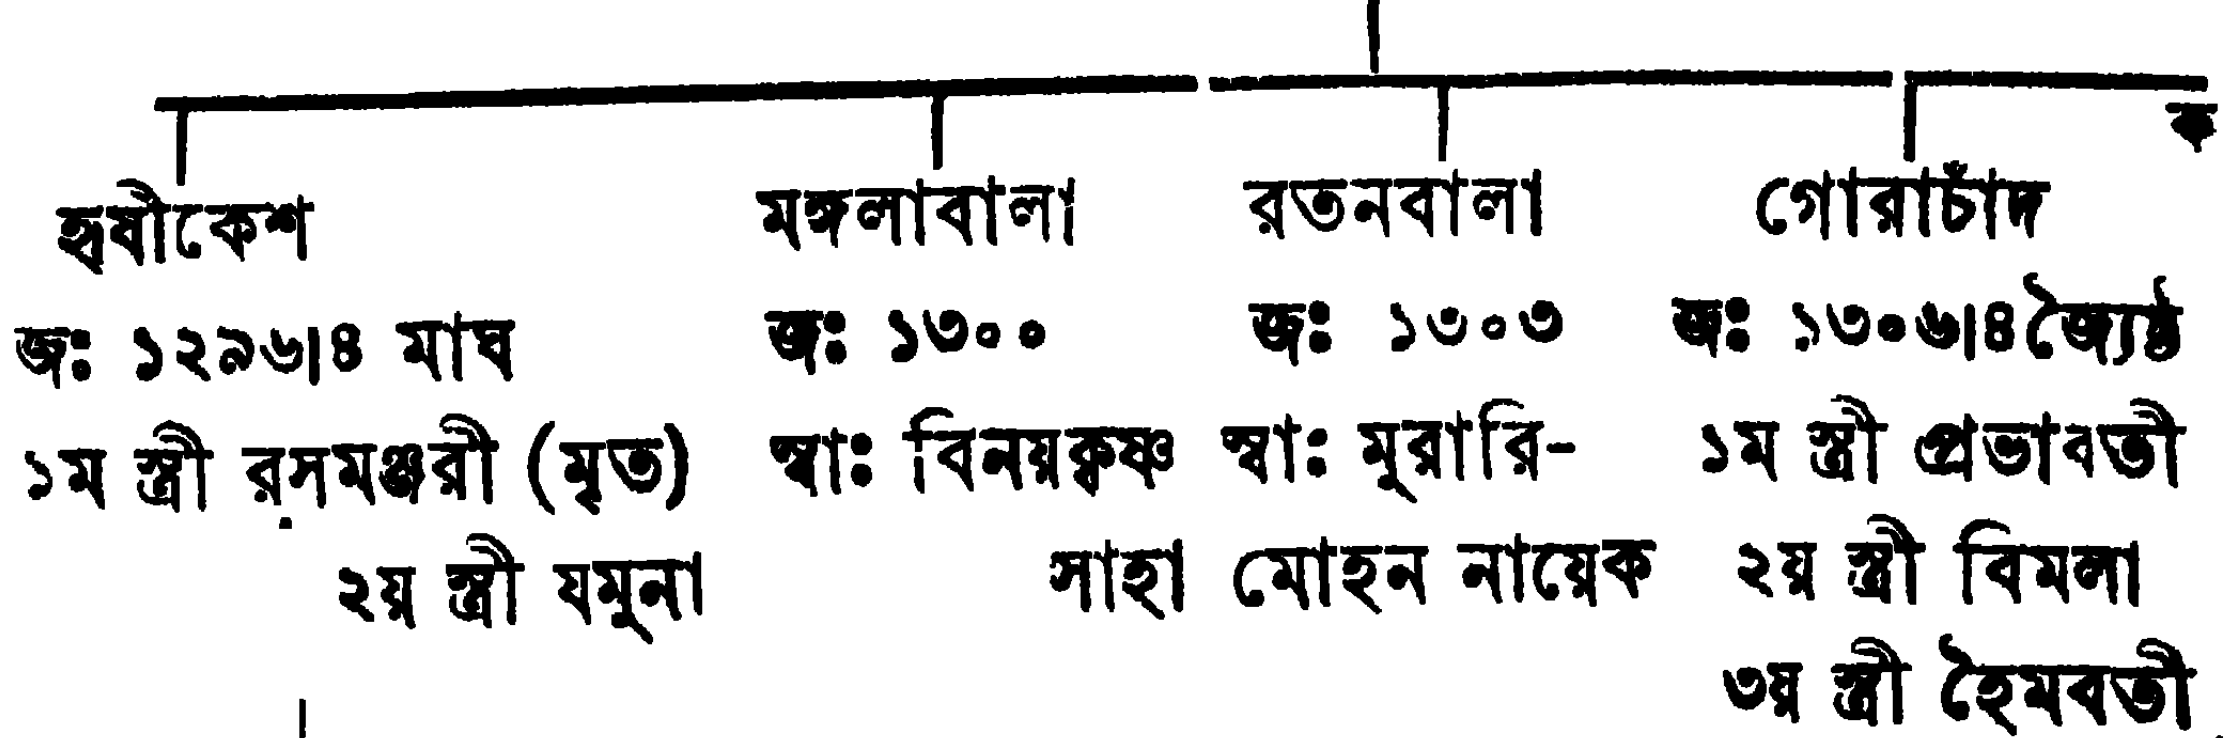 ক
হৃষীকেশ মঙ্গলাবালা রতনবালা গোরাচাঁদ
জঃ ১২৯৬।৪ মাঘ জঃ ১৩০০ জঃ ১৩০৩ জঃ ১৩০৬।৪ জ্যৈষ্ঠ
১ম স্ত্রী রসমঞ্জরী (মৃত) স্বাঃ বিনয়কৃষ্ণ স্বাঃ মুরারি- ১ম স্ত্রী প্রভাবতী
২য় স্ত্রী যমুনা সাহা মোহন নায়েক ২য় স্ত্রী বিমলা
৩য় স্ত্রী হৈমবতী